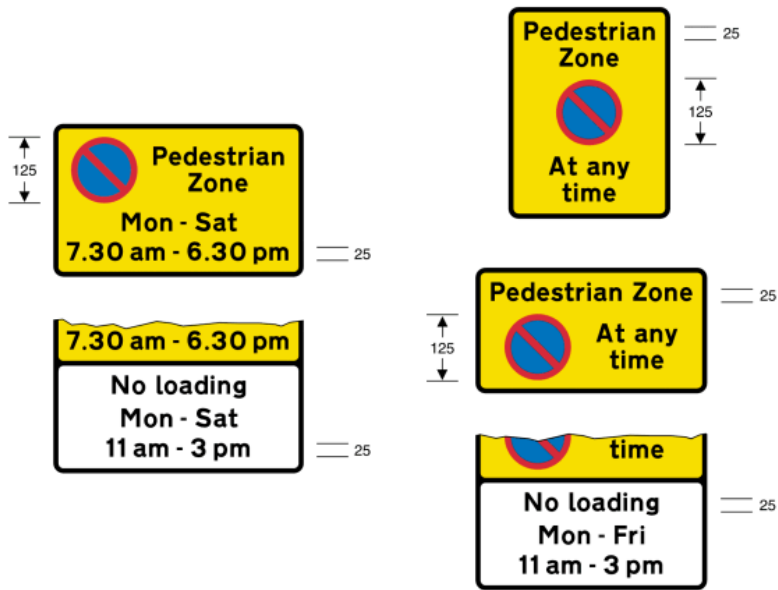 125
Pedestrian
Zone
Mon - Sat
7.30 am - 6.30 pm
25
7.30 am - 6.30 pm
No loading
Mon - Sat
11 am - 3 pm
25
Pedestrian
Zone
25
125
At any
time
Pedestrian Zone
25
125
At any
time
time
No loading
25
Mon - Fri
11 am - 3 pm